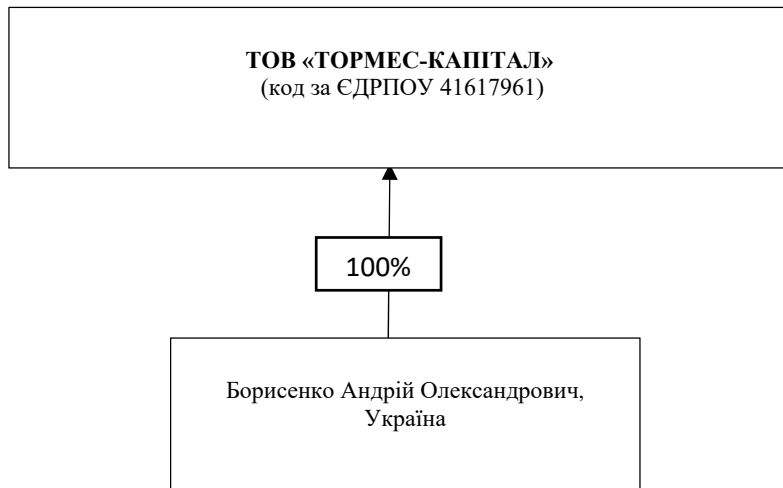 ТОВ «ТОРМЕС-КАПІТАЛ»
(код за ЄДРПОУ 41617961)
100%
Борисенко Андрій Олександрович,
Україна